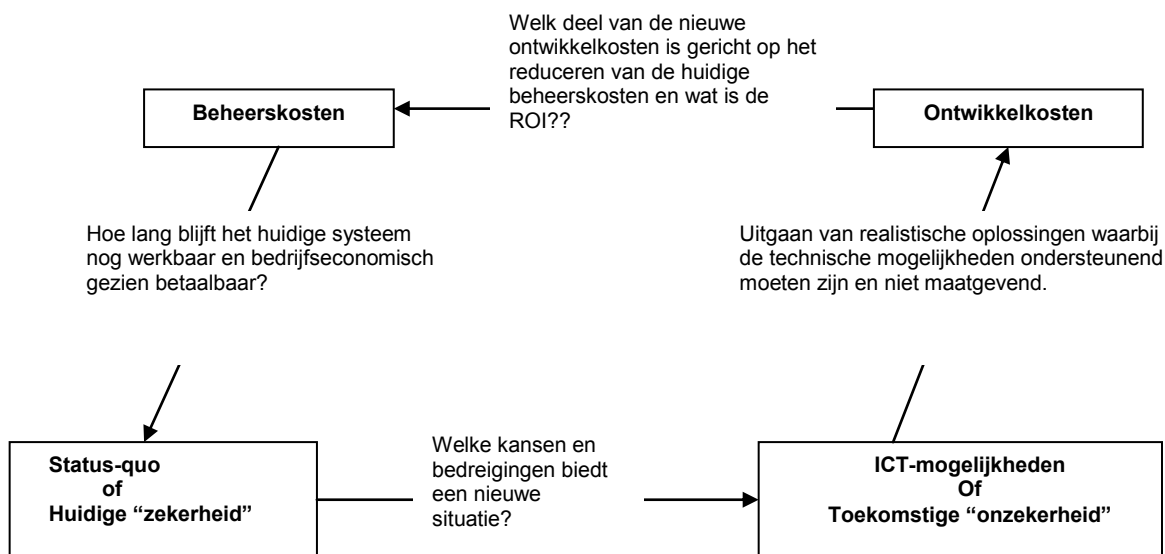 Welk deel van de nieuwe
ontwikkelkosten is gericht op het
reduceren van de huidige
beheerskosten en wat is de
ROI??
Beheerskosten
Ontwikkelkosten
Hoe lang blijft het huidige systeem
nog werkbaar en bedrijfseconomisch
gezien betaalbaar?
Uitgaan van realistische oplossingen waarbij
de technische mogelijkheden ondersteunend
moeten zijn en niet maatgevend.
Status-quo
of
Huidige “zekerheid”
Welke kansen en
bedreigingen biedt
een nieuwe
situatie?
ICT-mogelijkheden
Of
Toekomstige “onzekerheid”